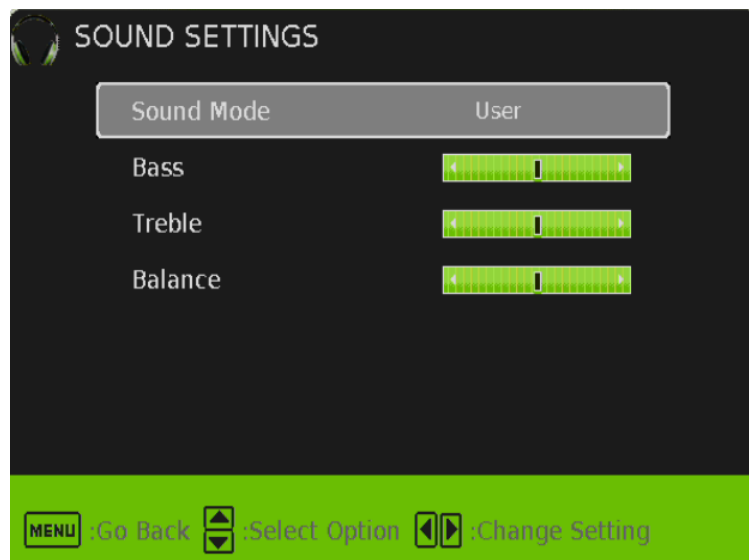 SOUND SETTINGS
Sound Mode User
Bass
Treble
Balance
MENU :Go Back :Select Option :Change Setting